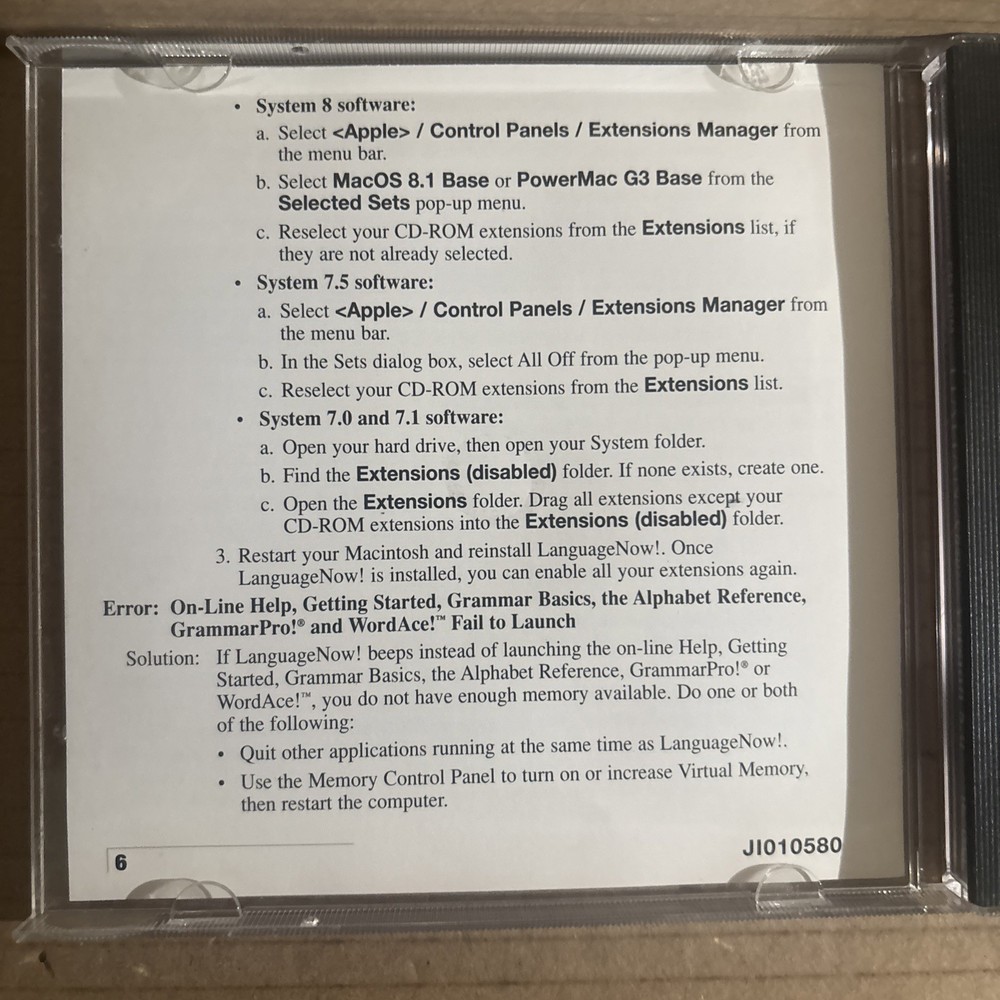 • System 8 software:
a. Select <Apple> / Control Panels / Extensions Manager from
the menu bar.
b. Select MacOS 8.1 Base or PowerMac G3 Base from the
Selected Sets pop-up menu.
c. Reselect your CD-ROM extensions from the Extensions list, if
they are not already selected.
• System 7.5 software:
a. Select <Apple> / Control Panels / Extensions Manager from
the menu bar.
b. In the Sets dialog box, select All Off from the pop-up menu.
c. Reselect your CD-ROM extensions from the Extensions list.
• System 7.0 and 7.1 software:
a. Open your hard drive, then open your System folder.
b. Find the Extensions (disabled) folder. If none exists, create one.
c. Open the Extensions folder. Drag all extensions except your
CD-ROM extensions into the Extensions (disabled) folder.
3. Restart your Macintosh and reinstall LanguageNow!. Once
LanguageNow! is installed, you can enable all your extensions again.
Error: On-Line Help, Getting Started, Grammar Basics, the Alphabet Reference,
GrammarPro!® and WordAce!™ Fail to Launch
Solution: If LanguageNow! beeps instead of launching the on-line Help, Getting
Started, Grammar Basics, the Alphabet Reference, GrammarPro!® or
WordAce!™, you do not have enough memory available. Do one or both
of the following:
• Quit other applications running at the same time as LanguageNow!.
• Use the Memory Control Panel to turn on or increase Virtual Memory,
then restart the computer.
6
JI010580